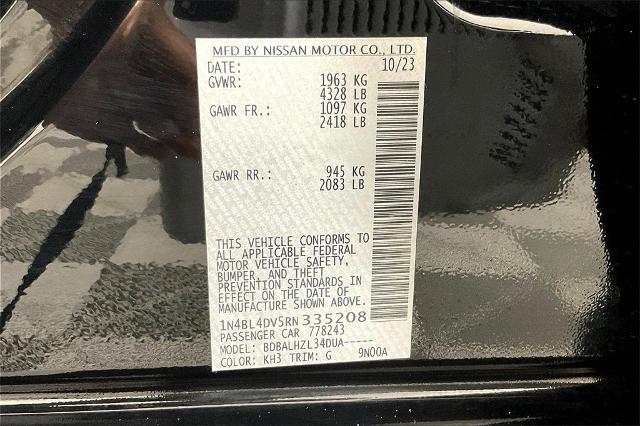 MFD BY NISSAN MOTOR CO., LTD.
DATE: 10/23
GVWR: 1963 KG
4328 LB
GAWR FR.: 1097 KG
2418 LB
GAWR RR.: 945 KG
2083 LB
THIS VEHICLE CONFORMS TO
ALL APPLICABLE FEDERAL
MOTOR VEHICLE SAFETY,
BUMPER, AND THEFT
PREVENTION STANDARDS IN
EFFECT ON THE DATE OF
MANUFACTURE SHOWN ABOVE.
1N4BL4DV5RN335208
PASSENGER CAR 778243
MODEL: BDBALHZL34DUA-----
COLOR: KH3 TRIM: G 9N00A